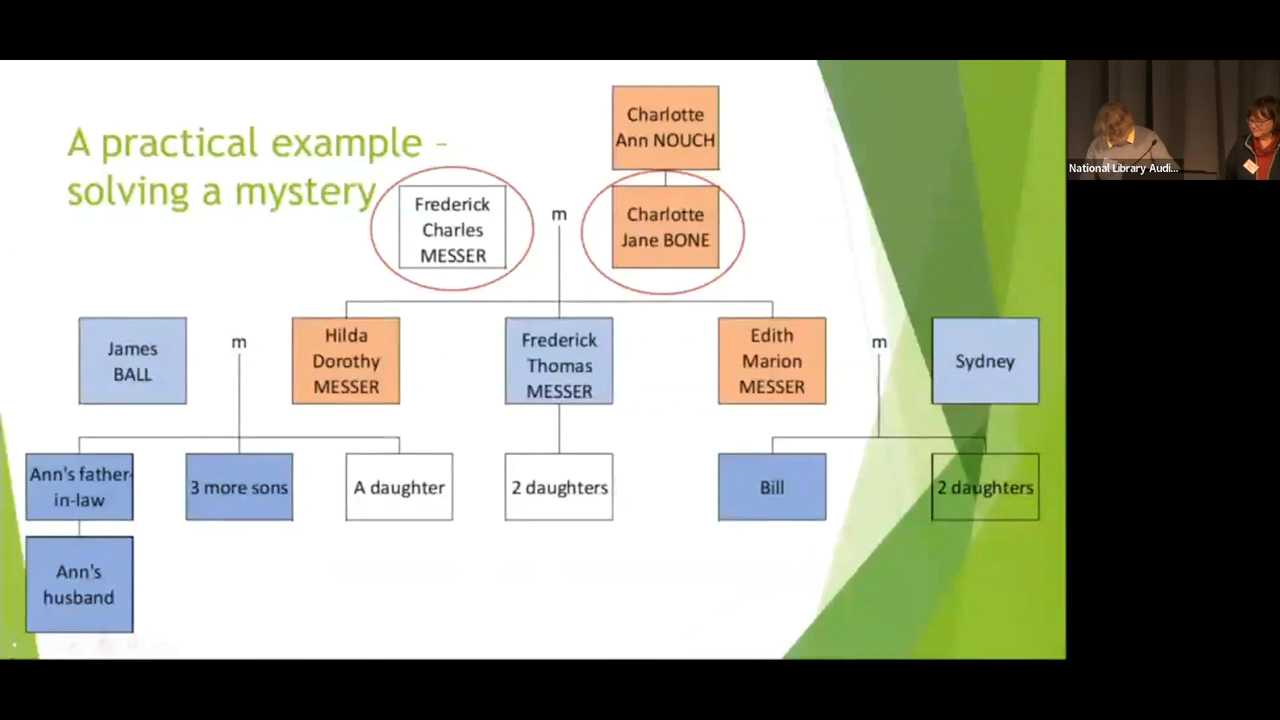 A practical example –
solving a mystery
Charlotte
Ann NOUCH
Frederick
Charles
MESSER
m
Charlotte
Jane BONE
James
BALL
m
Hilda
Dorothy
MESSER
Frederick
Thomas
MESSER
Edith
Marion
MESSER
m
Sydney
Ann's father-
in-law
3 more sons
A daughter
2 daughters
Bill
2 daughters
Ann's
husband
National Library Audi...